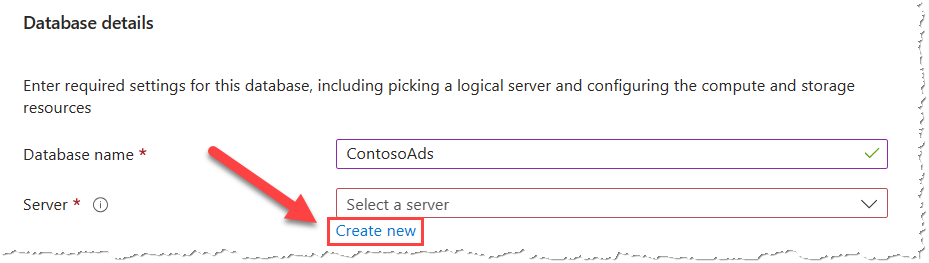 Database details
Enter required settings for this database, including picking a logical server and configuring the compute and storage
resources
Database name *
ContosoAds
Server *
Select a server
Create new